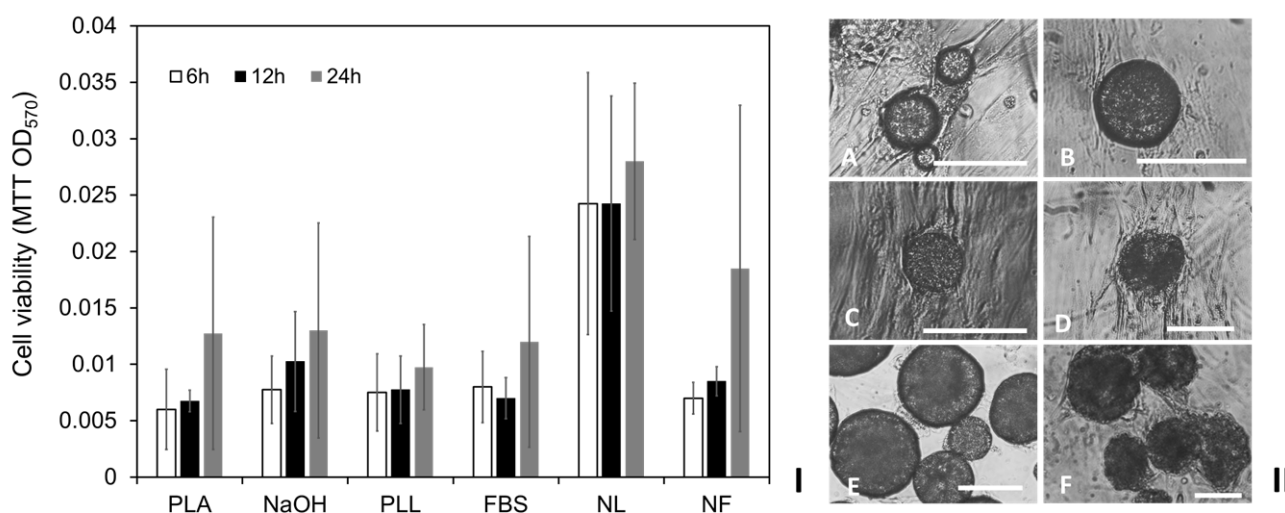 Cell viability (MTT OD570)
0.04
0.035
0.03
0.025
0.02
0.015
0.01
0.005
0
6h 12h 24h
PLA NaOH PLL FBS NL NF
I
A
B
C
D
E
F
II